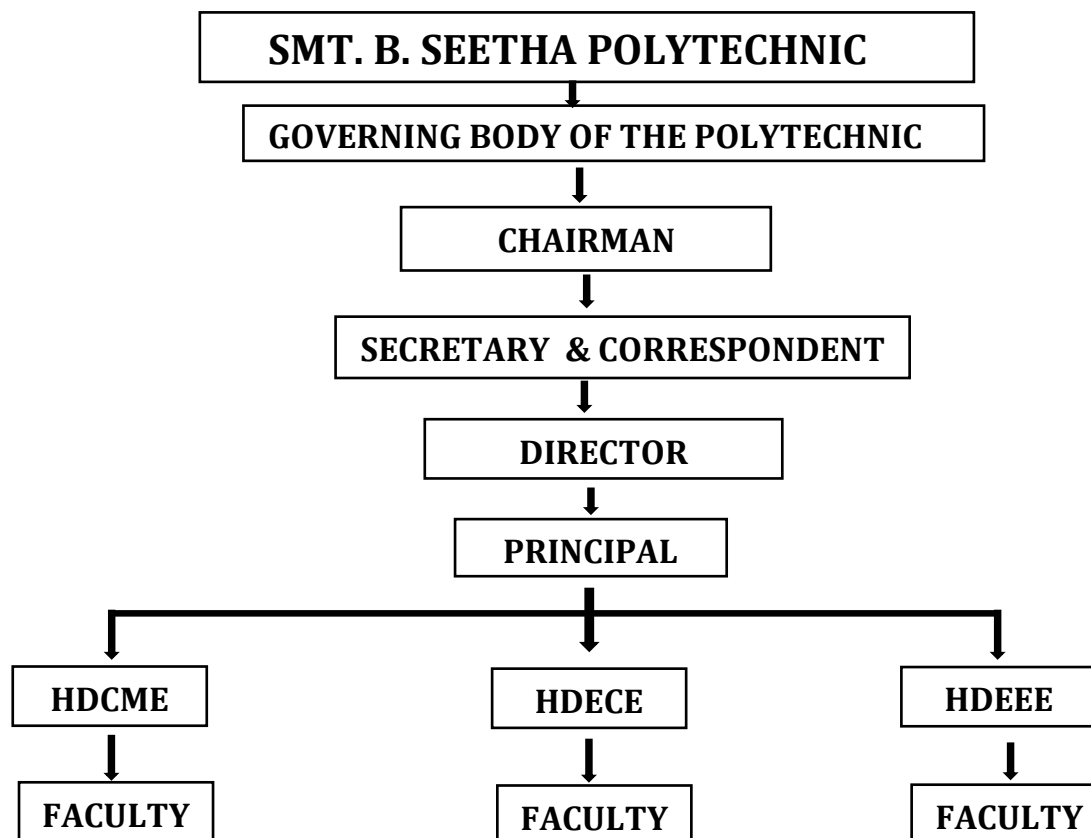 SMT. B. SEETHA POLYTECHNIC
GOVERNING BODY OF THE POLYTECHNIC
CHAIRMAN
SECRETARY & CORRESPONDENT
DIRECTOR
PRINCIPAL
HDCME
HDECE
HDEEE
FACULTY
FACULTY
FACULTY